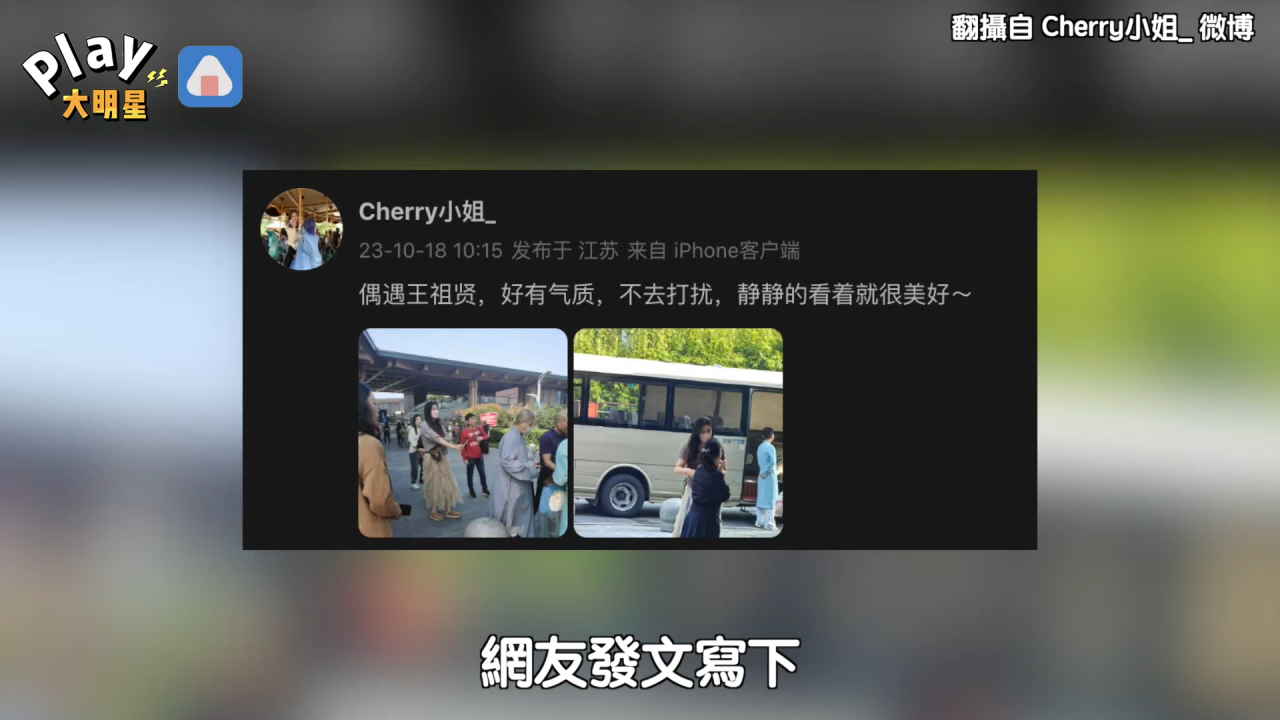 Play
大明星
翻攝自 Cherry小姐_ 微博
Cherry小姐_
23-10-18 10:15 发布于 江苏 来自 iPhone客户端
偶遇王祖贤，好有气质，不去打扰，静静的看着就很美好～
網友發文寫下